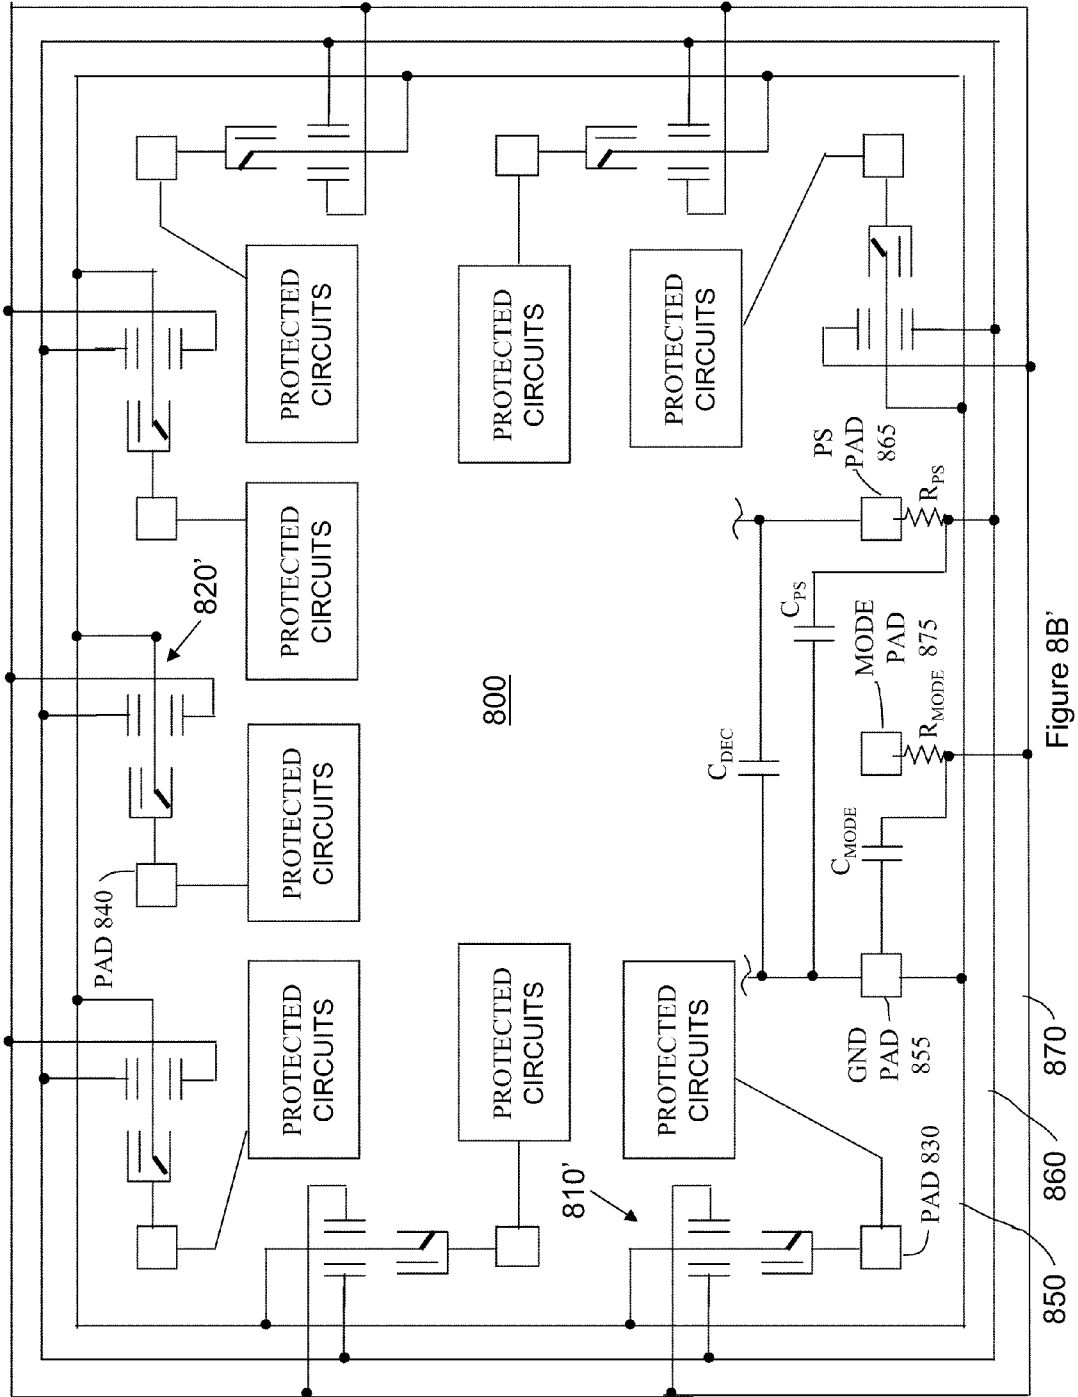 PAD 840
820'
PROTECTED
CIRCUITS
PROTECTED
CIRCUITS
PROTECTED
CIRCUITS
PROTECTED
CIRCUITS
PROTECTED
CIRCUITS
800
PROTECTED
CIRCUITS
810'
PROTECTED
CIRCUITS
PROTECTED
CIRCUITS
C_DEC
C_PS
C_MODE
GND
PAD
855
MODE
PAD
875
PS
PAD
865
PAD 830
R_MODE
R_PS
850
860
870
Figure 8B'